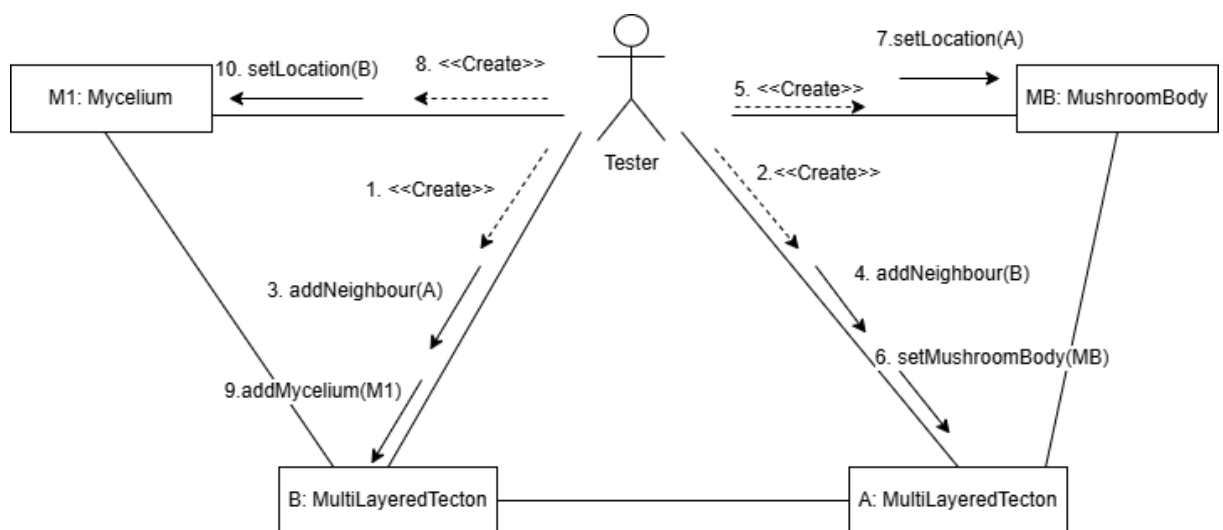 7.setLocation(A)
10. setLocation(B)
8. <<Create>>
5. <<Create>>
M1: Mycelium
MB: MushroomBody
Tester
1. <<Create>>
2.<<Create>>
3. addNeighbour(A)
4. addNeighbour(B)
6. setMushroomBody(MB)
9.addMycelium(M1)
B: MultiLayeredTecton
A: MultiLayeredTecton